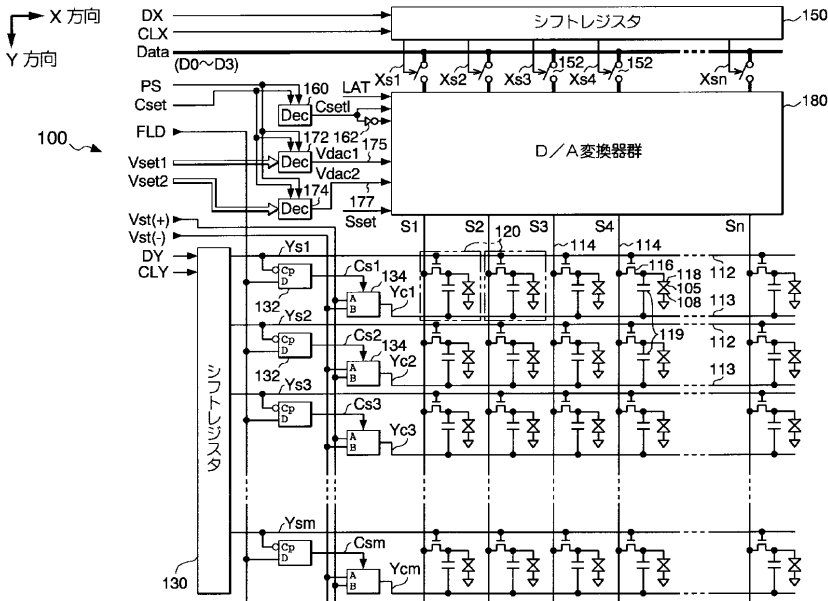 X 方向
Y 方向
100
DX
CLX
Data
(D0～D3)
シフトレジスタ
150
Xs1
Xs2
Xs3
152
Xs4
152
Xsn
PS
Cset
FLD
Vset1
Vset2
Vst(+)
Vst(-)
DY
CLY
160
Dec
LAT
CsetI
162
172
Dec
Vdac1
175
174
Dec
Vdac2
177
Sset
D／A変換器群
180
S1
S2
S3
S4
Sn
120
114
114
シフトレジスタ
130
Ys1
Cp
D
132
Cs1
134
A
B
Yc1
116
118
105
108
112
113
119
Ys2
Cp
D
132
Cs2
134
A
B
Yc2
112
113
Ys3
Cp
D
Cs3
A
B
Yc3
Ysm
Cp
D
Csm
A
B
Ycm